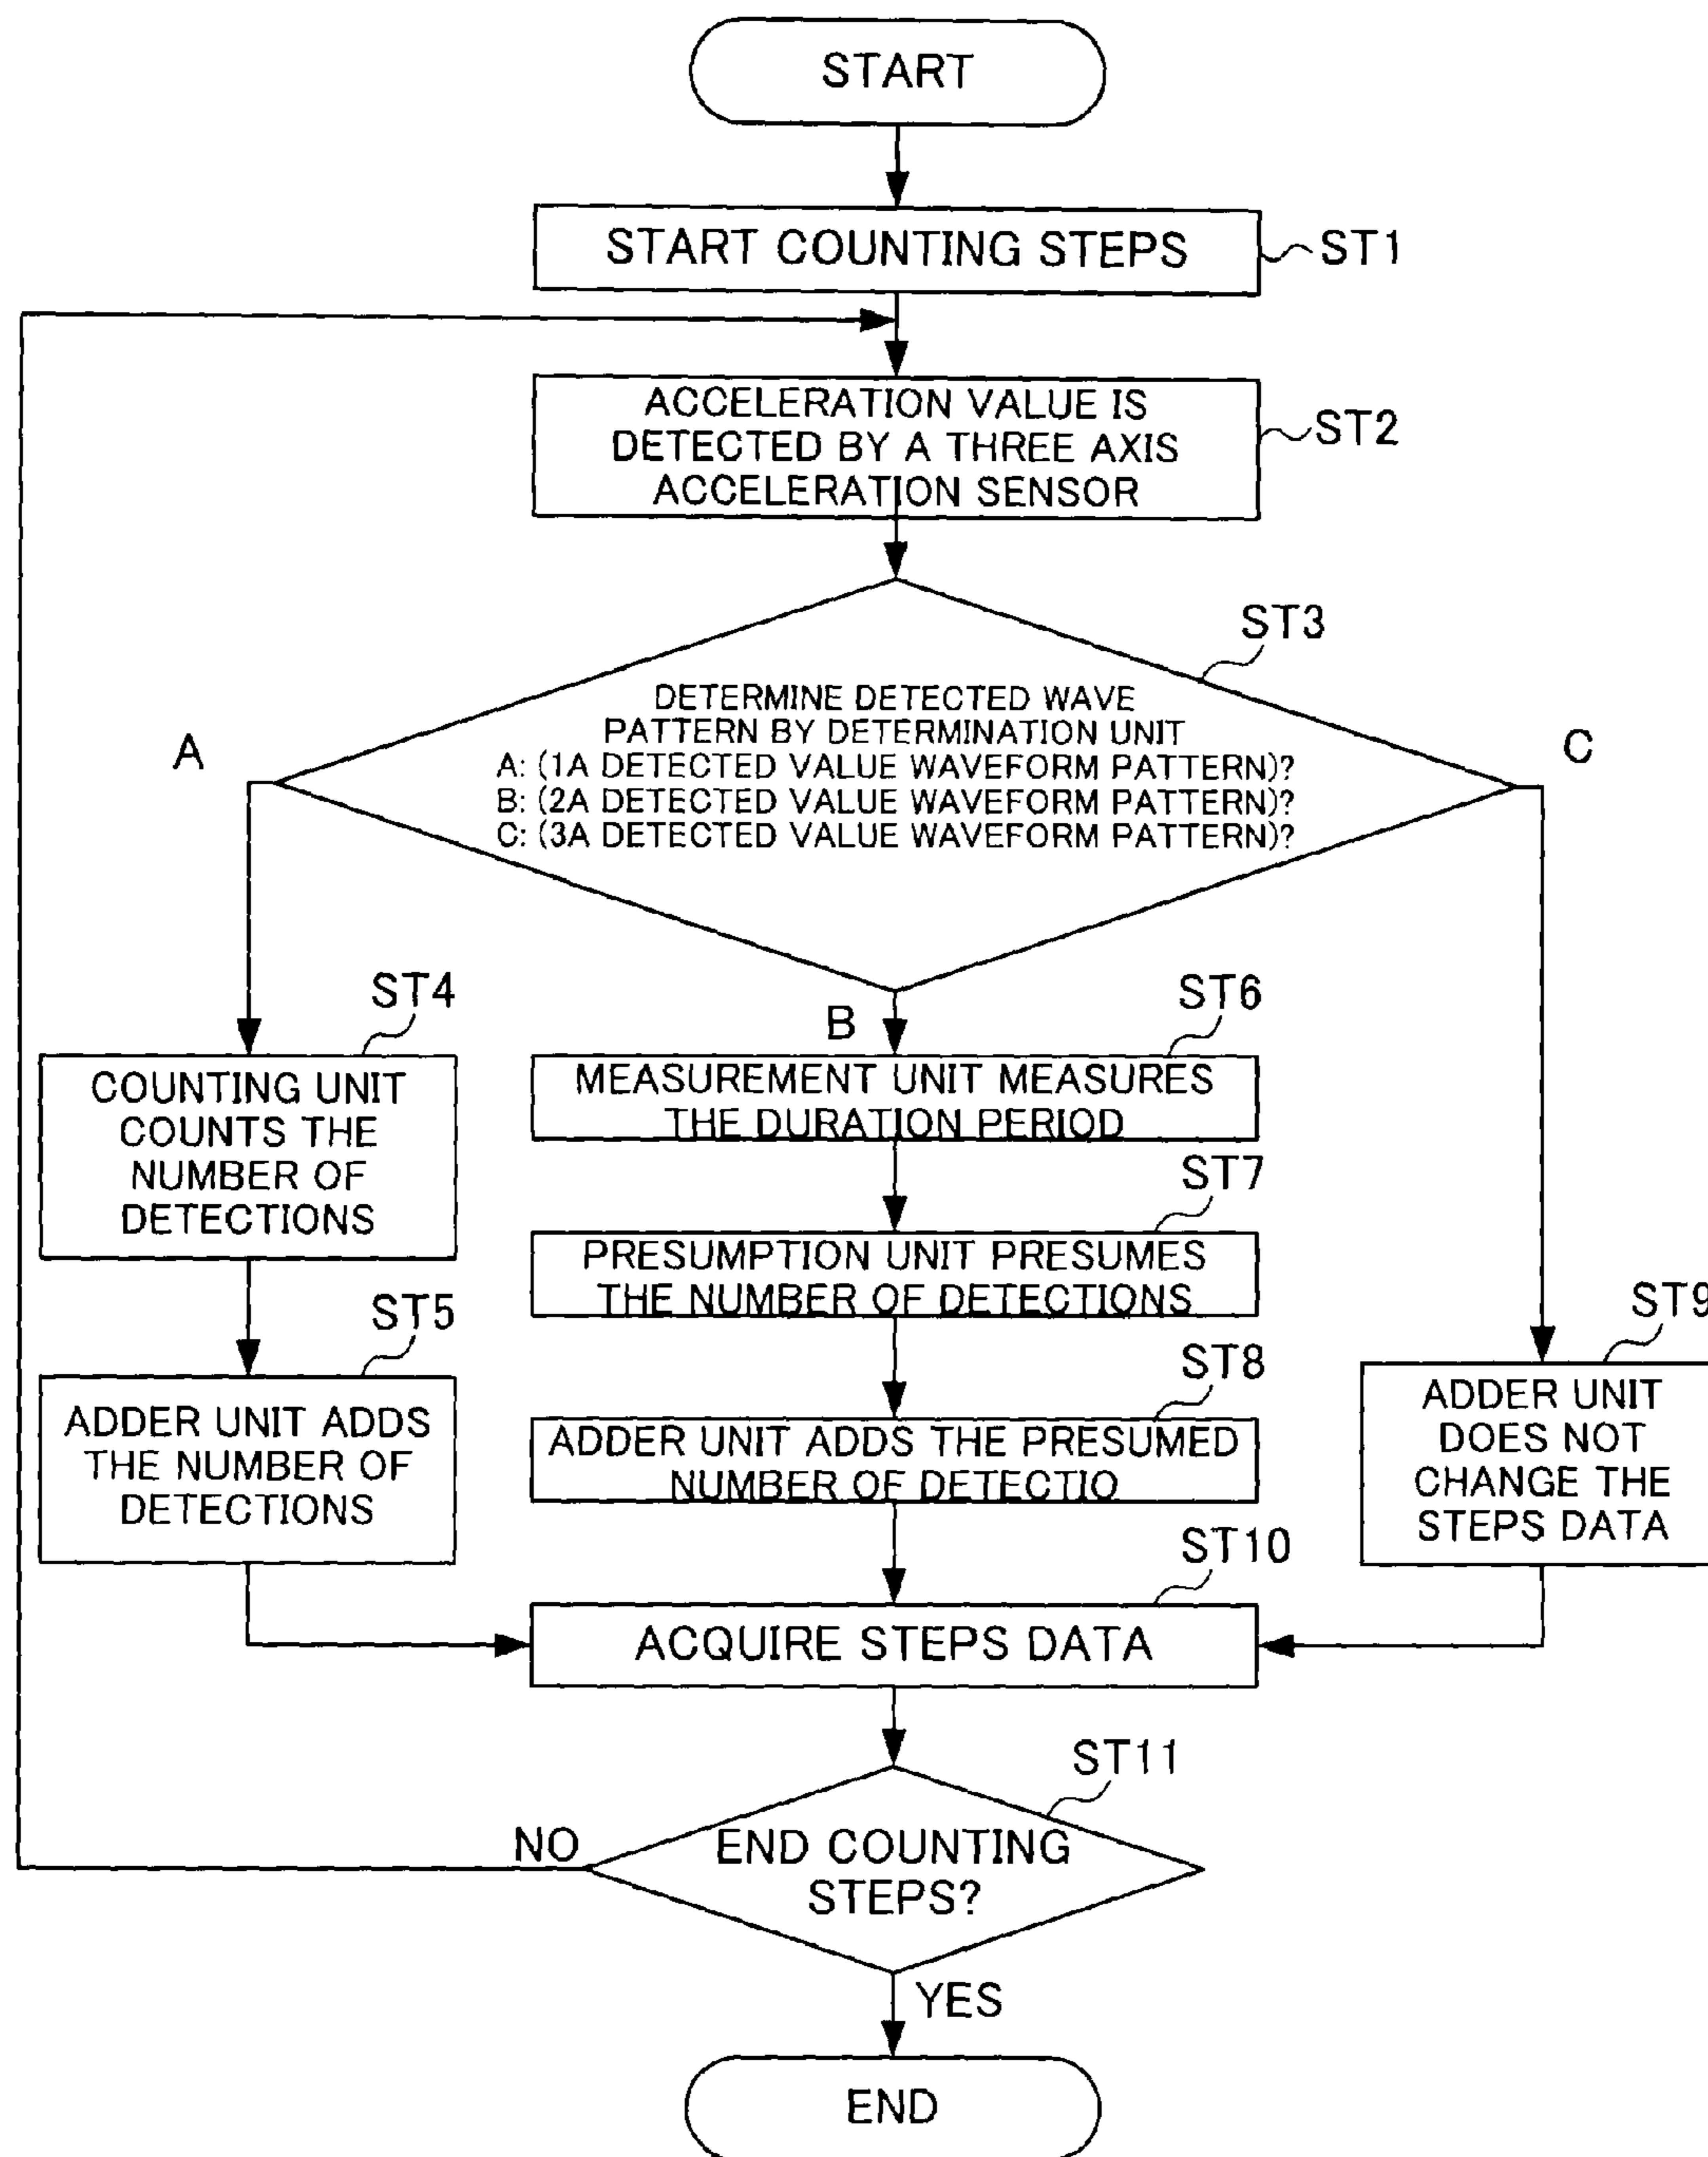 START
START COUNTING STEPS
ST1
ACCELERATION VALUE IS
DETECTED BY A THREE AXIS
ACCELERATION SENSOR
ST2
ST3
DETERMINE DETECTED WAVE
PATTERN BY DETERMINATION UNIT
A: (1A DETECTED VALUE WAVEFORM PATTERN)?
B: (2A DETECTED VALUE WAVEFORM PATTERN)?
C: (3A DETECTED VALUE WAVEFORM PATTERN)?
A
C
B
ST4
COUNTING UNIT
COUNTS THE
NUMBER OF
DETECTIONS
ST5
ADDER UNIT ADDS
THE NUMBER OF
DETECTIONS
ST6
MEASUREMENT UNIT MEASURES
THE DURATION PERIOD
ST7
PRESUMPTION UNIT PRESUMES
THE NUMBER OF DETECTIONS
ST8
ADDER UNIT ADDS THE PRESUMED
NUMBER OF DETECTIO
ST9
ADDER UNIT
DOES NOT
CHANGE THE
STEPS DATA
ST10
ACQUIRE STEPS DATA
ST11
END COUNTING
STEPS?
NO
YES
END